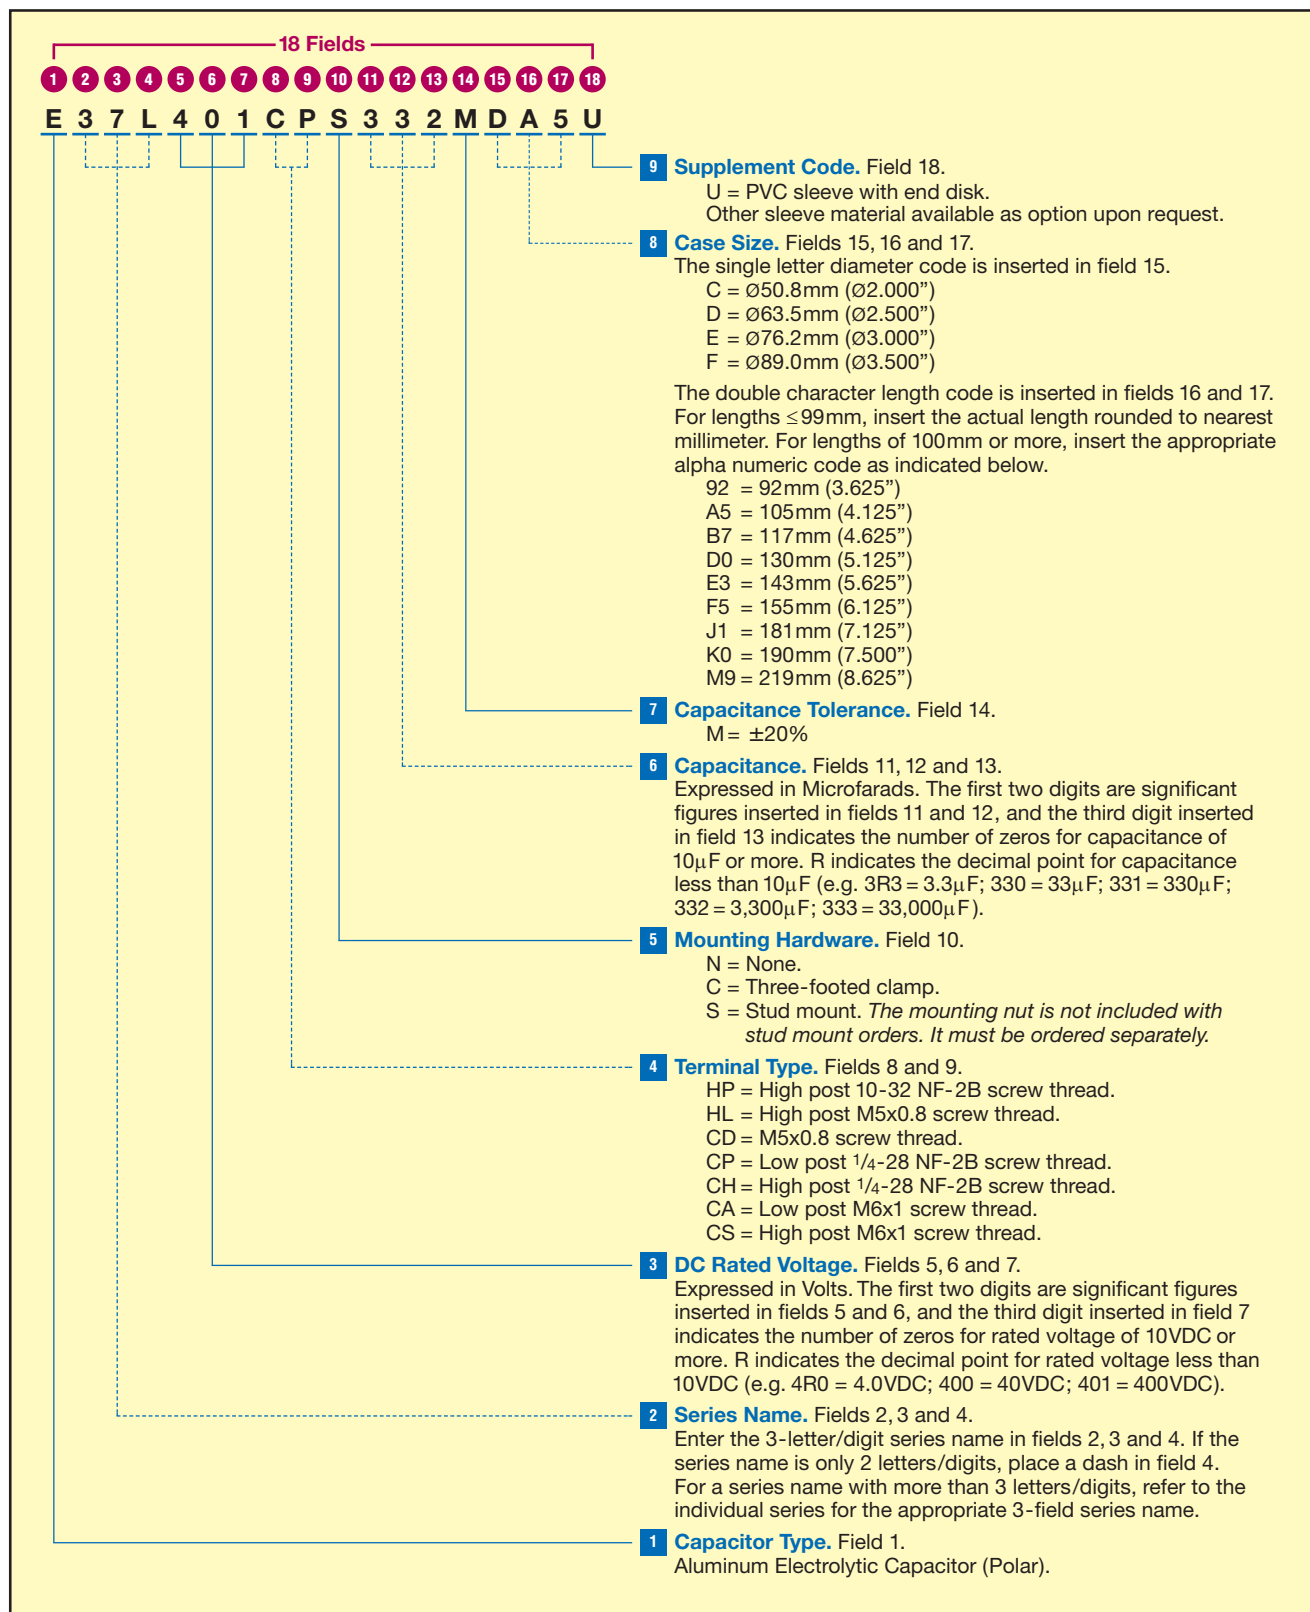 18 Fields
1 2 3 4 5 6 7 8 9 10 11 12 13 14 15 16 17 18
E 3 7 L 4 0 1 C P S 3 3 2 M D A 5 U
9 Supplement Code. Field 18.
U = PVC sleeve with end disk.
Other sleeve material available as option upon request.
8 Case Size. Fields 15, 16 and 17.
The single letter diameter code is inserted in field 15.
C = Ø50.8mm (Ø2.000”)
D = Ø63.5mm (Ø2.500”)
E = Ø76.2mm (Ø3.000”)
F = Ø89.0mm (Ø3.500”)
The double character length code is inserted in fields 16 and 17.
For lengths ≤99mm, insert the actual length rounded to nearest
millimeter. For lengths of 100mm or more, insert the appropriate
alpha numeric code as indicated below.
92 = 92mm (3.625”)
A5 = 105mm (4.125”)
B7 = 117mm (4.625”)
D0 = 130mm (5.125”)
E3 = 143mm (5.625”)
F5 = 155mm (6.125”)
J1 = 181mm (7.125”)
K0 = 190mm (7.500”)
M9 = 219mm (8.625”)
7 Capacitance Tolerance. Field 14.
M = ±20%
6 Capacitance. Fields 11, 12 and 13.
Expressed in Microfarads. The first two digits are significant
figures inserted in fields 11 and 12, and the third digit inserted
in field 13 indicates the number of zeros for capacitance of
10µF or more. R indicates the decimal point for capacitance
less than 10µF (e.g. 3R3 = 3.3µF; 330 = 33µF; 331 = 330µF;
332 = 3,300µF; 333 = 33,000µF).
5 Mounting Hardware. Field 10.
N = None.
C = Three-footed clamp.
S = Stud mount. The mounting nut is not included with
stud mount orders. It must be ordered separately.
4 Terminal Type. Fields 8 and 9.
HP = High post 10-32 NF-2B screw thread.
HL = High post M5x0.8 screw thread.
CD = M5x0.8 screw thread.
CP = Low post 1/4-28 NF-2B screw thread.
CH = High post 1/4-28 NF-2B screw thread.
CA = Low post M6x1 screw thread.
CS = High post M6x1 screw thread.
3 DC Rated Voltage. Fields 5, 6 and 7.
Expressed in Volts. The first two digits are significant figures
inserted in fields 5 and 6, and the third digit inserted in field 7
indicates the number of zeros for rated voltage of 10VDC or
more. R indicates the decimal point for rated voltage less than
10VDC (e.g. 4R0 = 4.0VDC; 400 = 40VDC; 401 = 400VDC).
2 Series Name. Fields 2, 3 and 4.
Enter the 3-letter/digit series name in fields 2, 3 and 4. If the
series name is only 2 letters/digits, place a dash in field 4.
For a series name with more than 3 letters/digits, refer to the
individual series for the appropriate 3-field series name.
1 Capacitor Type. Field 1.
Aluminum Electrolytic Capacitor (Polar).